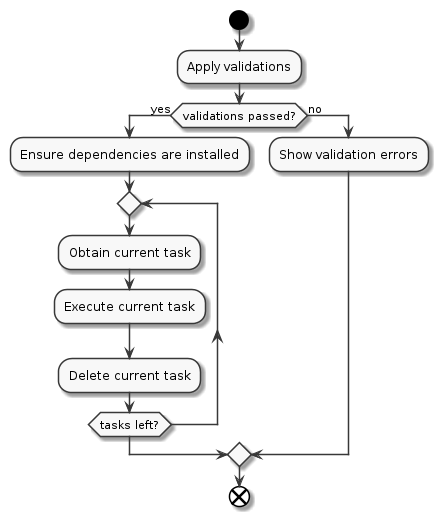 Apply validations
yes
validations passed?
no
Ensure dependencies are installed
Show validation errors
Obtain current task
Execute current task
Delete current task
tasks left?